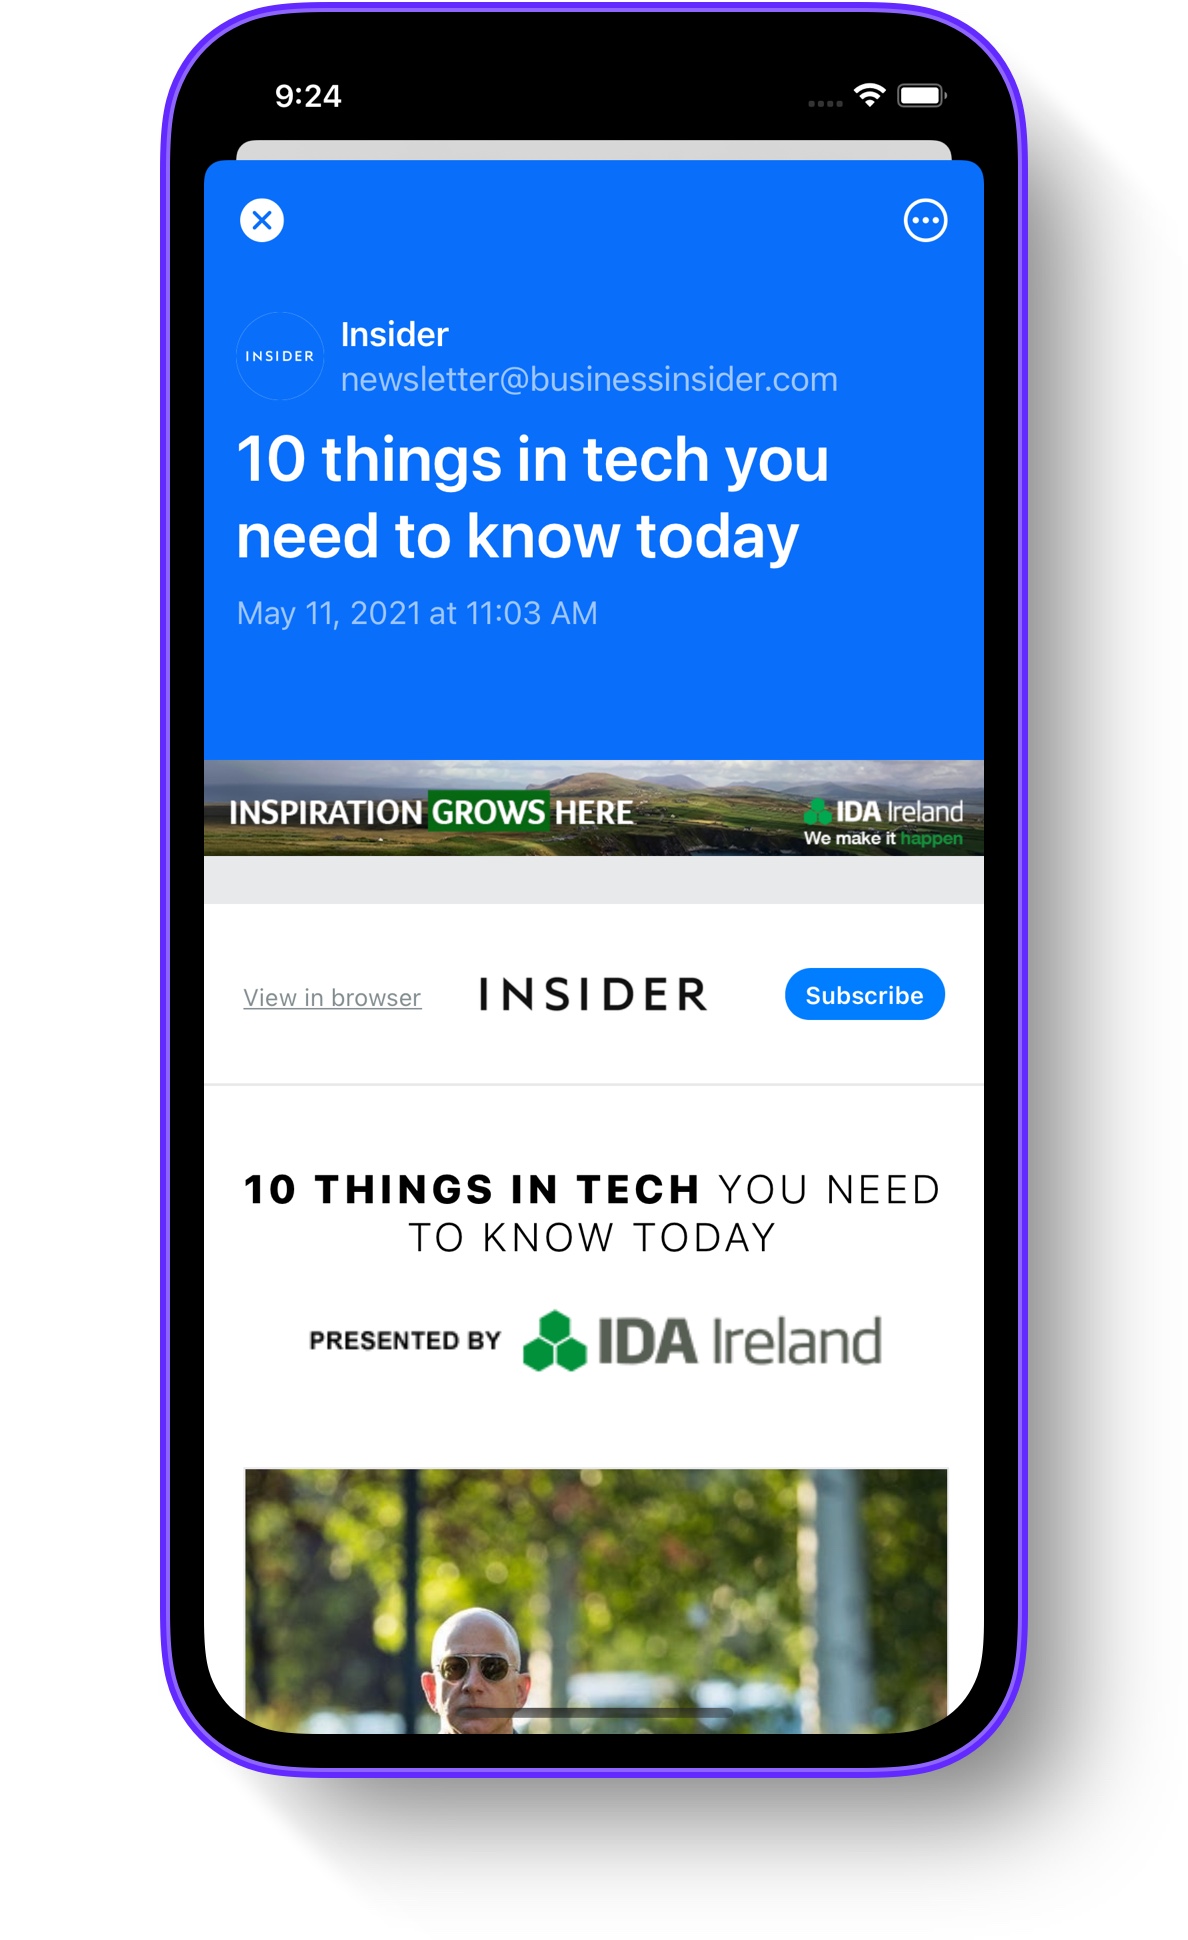 9:24
INSIDER
Insider
newsletter@businessinsider.com
10 things in tech you
need to know today
May 11, 2021 at 11:03 AM
INSPIRATION GROWS HERE
IDA Ireland
We make it happen
View in browser
INSIDER
Subscribe
10 THINGS IN TECH YOU NEED
TO KNOW TODAY
PRESENTED BY IDA Ireland